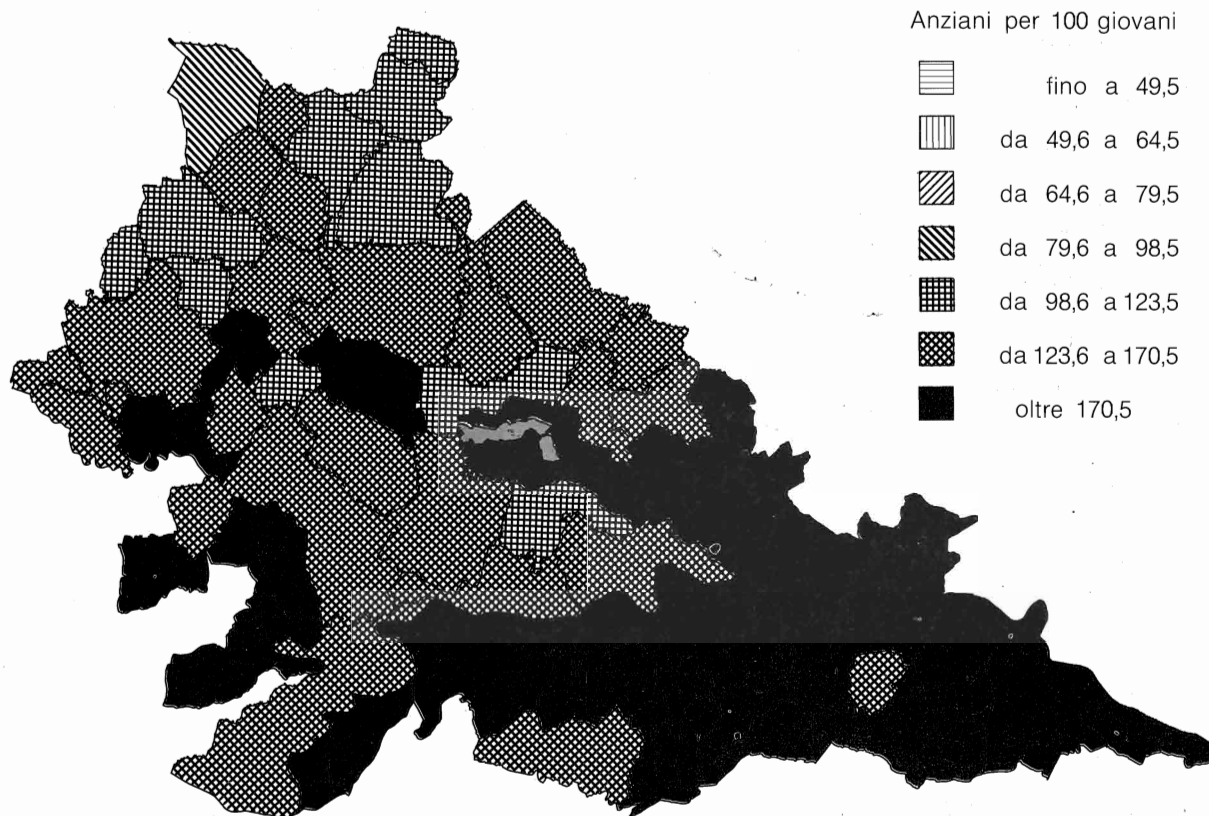 Anziani per 100 giovani
fino a 49,5
da 49,6 a 64,5
da 64,6 a 79,5
da 79,6 a 98,5
da 98,6 a 123,5
da 123,6 a 170,5
oltre 170,5